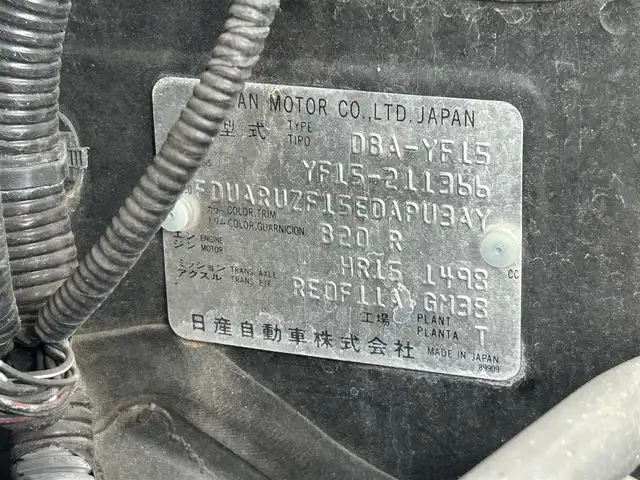 AN MOTOR CO.,LTD.JAPAN
型式 TYPE TIPO DBA-YF15
YF15-211366
FDUARUZF15EDAPU3AY
カラー COLOR,TRIM
トリム COLOR,GUARNICION B20 R
エンジン ENGINE MOTOR HR15 1498 CC
ミッション TRANS. AXLE
アクスル TRANS. EJE RE0F11A GM38
工場 PLANT PLANTA T
日産自動車株式会社 MADE IN JAPAN
89909